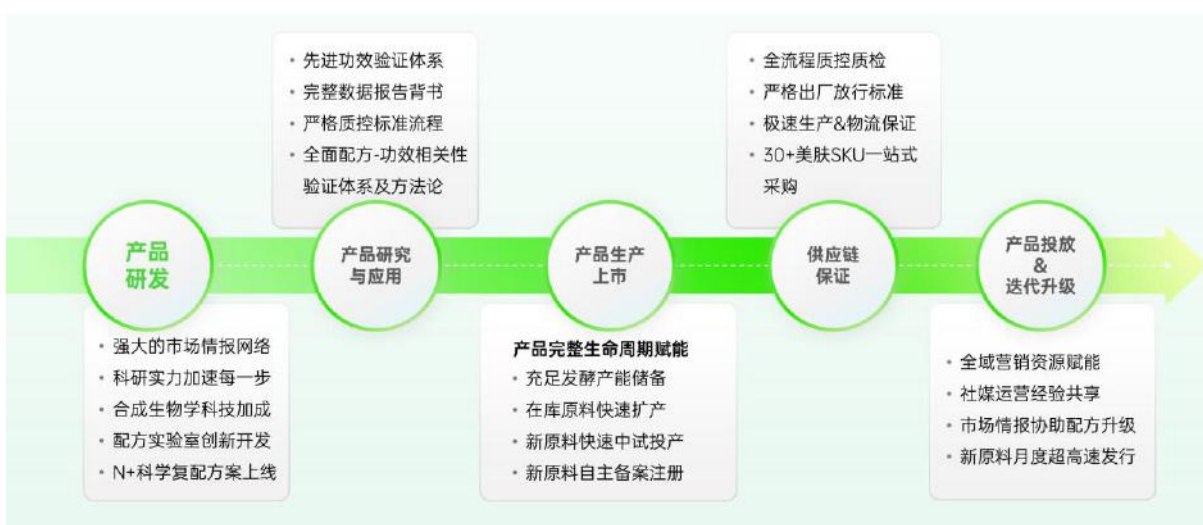 产品
研发
• 强大的市场情报网络
• 科研实力加速每一步
• 合成生物学科技加成
• 配方实验室创新开发
• N+科学复配方案上线
• 先进功效验证体系
• 完整数据报告背书
• 严格质控标准流程
• 全面配方-功效相关性
验证体系及方法论
产品研究
与应用
产品生产
上市
产品完整生命周期赋能
• 充足发酵产能储备
• 在库原料快速扩产
• 新原料快速中试投产
• 新原料自主备案注册
• 全流程质控质检
• 严格出厂放行标准
• 极速生产&物流保证
• 30+美肤SKU一站式
采购
供应链
保证
产品投放
&
迭代升级
• 全域营销资源赋能
• 社媒运营经验共享
• 市场情报协助配方升级
• 新原料月度超高速发行